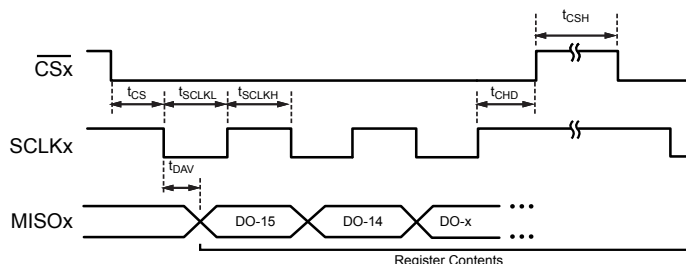 tCSH
CSx
tCS tSCLKL tSCLKH tCHD
SCLKx
tDAV
MISOx DO-15 DO-14 DO-x •••
•••
Register Contents